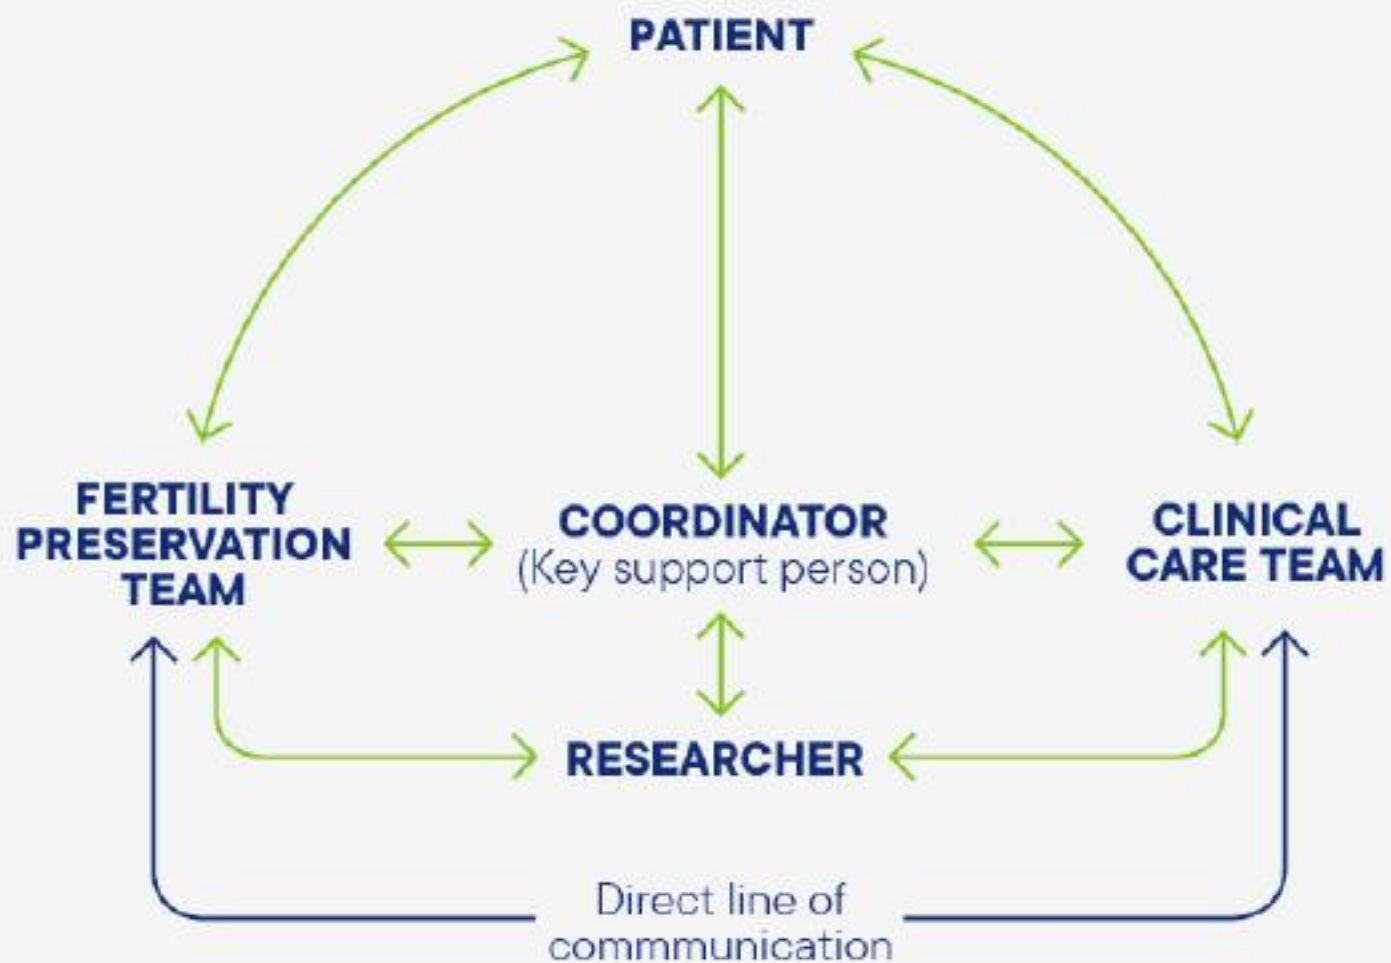 PATIENT
FERTILITY
PRESERVATION
TEAM
COORDINATOR
(Key support person)
CLINICAL
CARE TEAM
RESEARCHER
Direct line of
commmunication